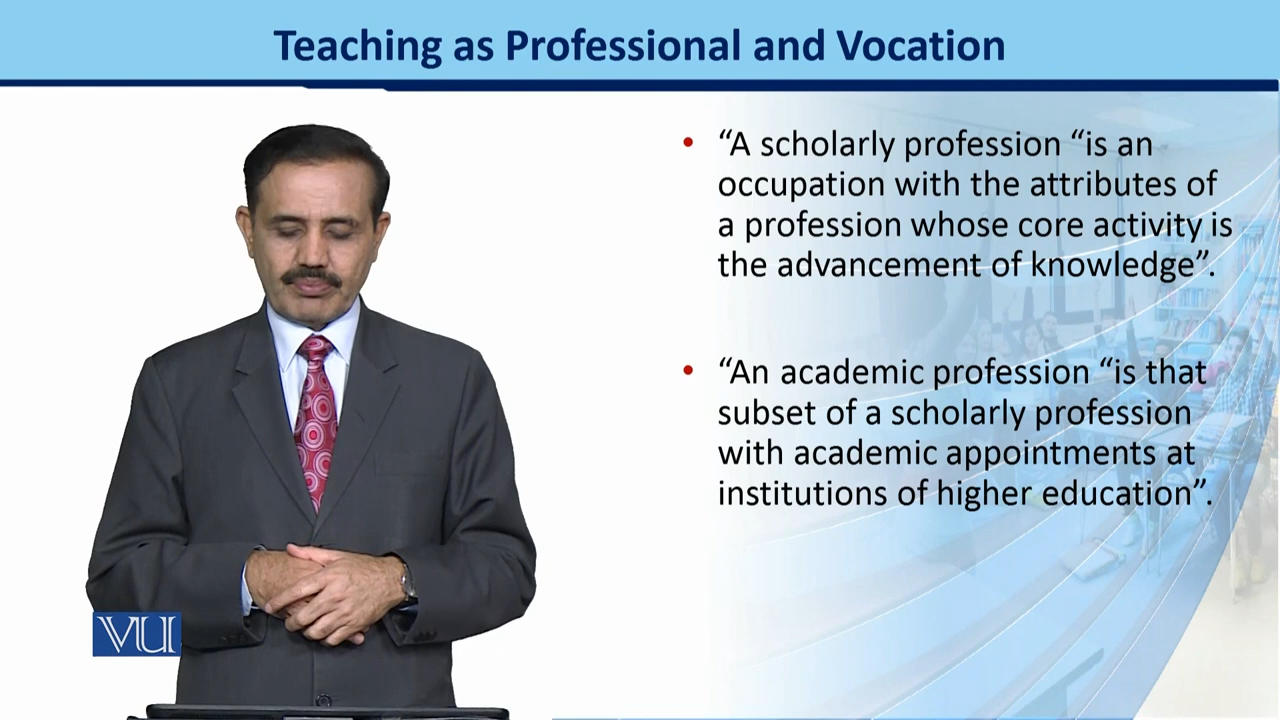 Teaching as Professional and Vocation
• “A scholarly profession “is an
occupation with the attributes of
a profession whose core activity is
the advancement of knowledge”.
• “An academic profession “is that
subset of a scholarly profession
with academic appointments at
institutions of higher education”.
VU